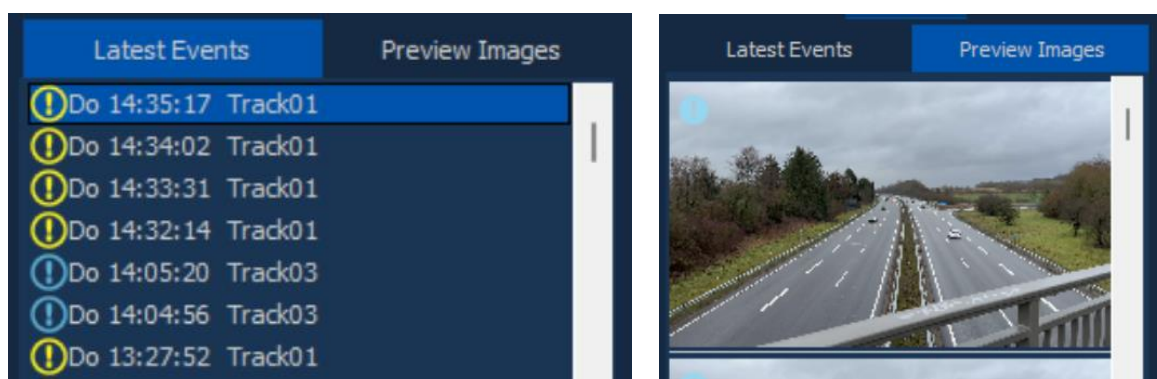 Latest Events Preview Images
Do 14:35:17 Track01
Do 14:34:02 Track01
Do 14:33:31 Track01
Do 14:32:14 Track01
Do 14:05:20 Track03
Do 14:04:56 Track03
Do 13:27:52 Track01
Latest Events Preview Images